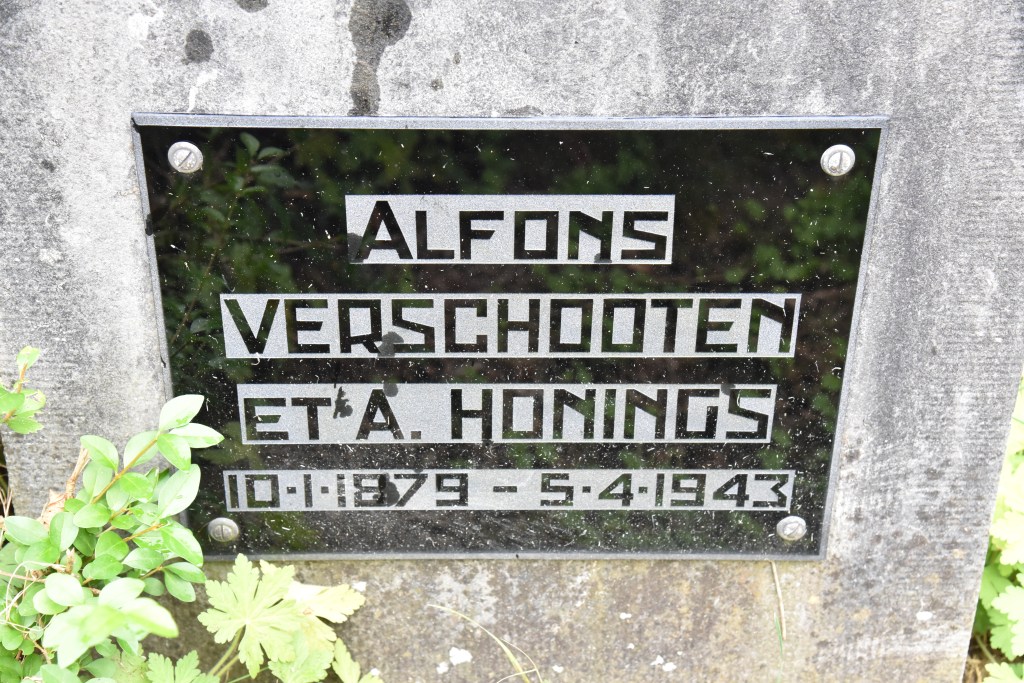 ALFONS
VERSCHOOTEN
ET A. HONINGS
10·1·1879 - 5·4·1943